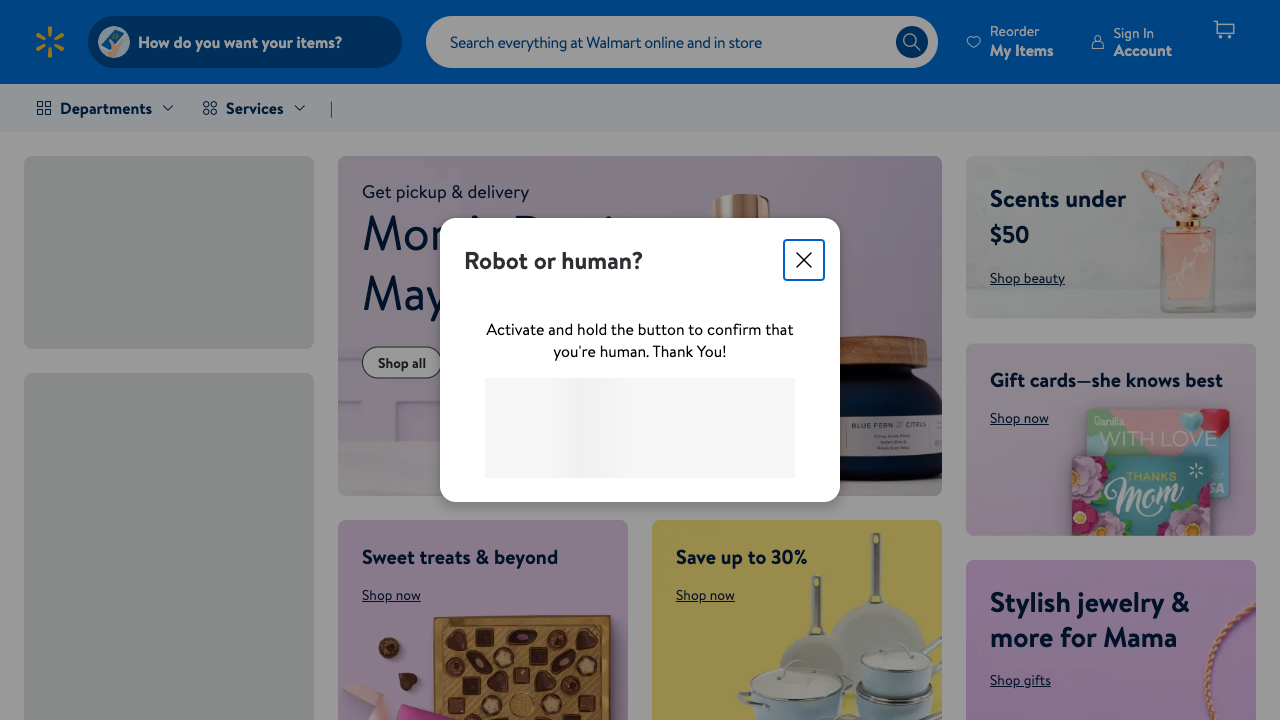 How do you want your items?
Search everything at Walmart online and in store
Reorder
My Items
Sign In
Account
Departments
Services
Get pickup & delivery
May
Shop all
Robot or human?
Activate and hold the button to confirm that
you're human. Thank You!
BLUE FERN & CITRUS
Scents under
$50
Shop beauty
Gift cards—she knows best
Shop now
Vanilla
WITH LOVE
THANKS
Mom
VISA
Sweet treats & beyond
Shop now
Save up to 30%
Shop now
Stylish jewelry &
more for Mama
Shop gifts